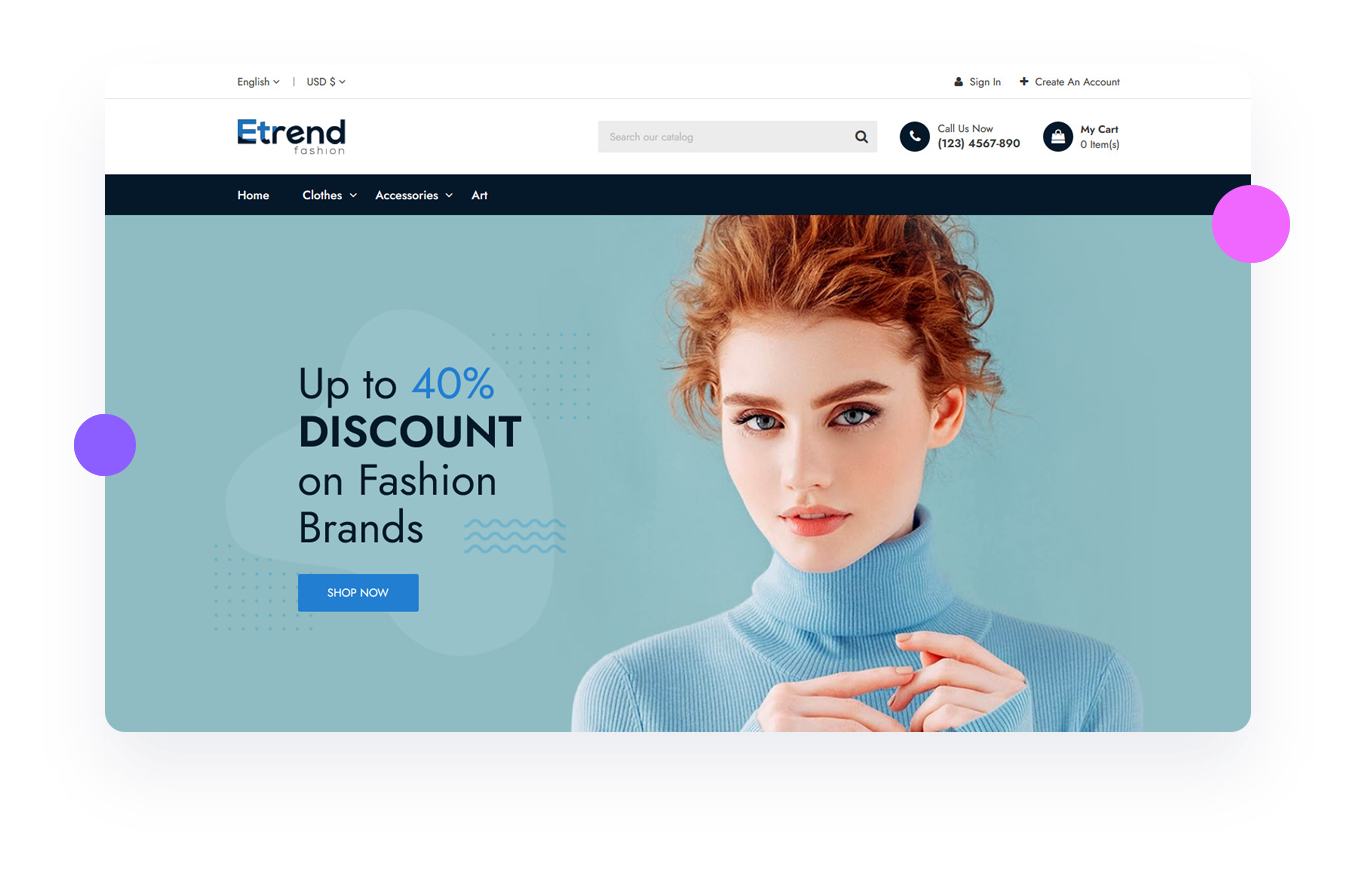 English | USD $ Sign In Create An Account
Etrend
fashion
Search our catalog
Call Us Now
(123) 4567-890
My Cart
0 Item(s)
Home Clothes Accessories Art
Up to 40%
DISCOUNT
on Fashion
Brands
SHOP NOW